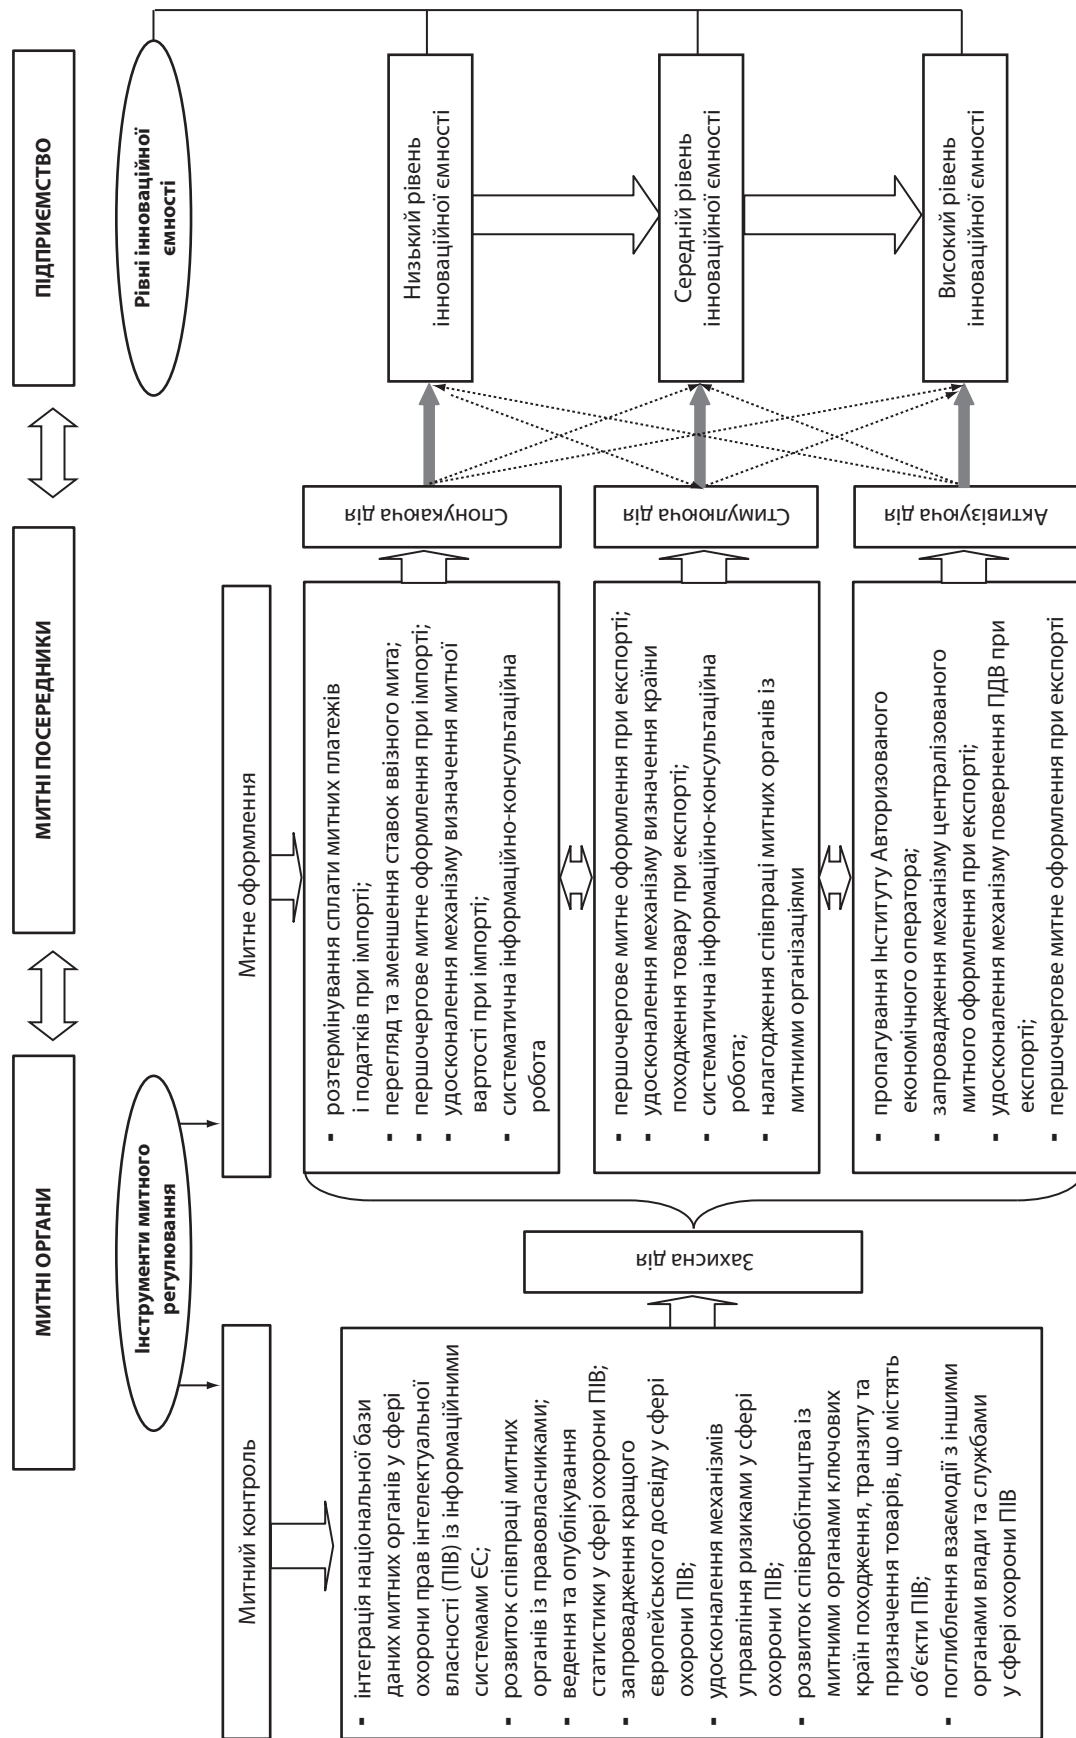 МИТНІ ОРГАНИ
МИТНІ ПОСЕРЕДНИКИ
ПІДПРИЄМСТВО
Інструменти митного
регулювання
Рівні інноваційної
ємності
Митний контроль
Митне оформлення
▪ інтеграція національної бази
даних митних органів у сфері
охорони прав інтелектуальної
власності (ПІВ) із інформаційними
системами ЄС;
▪ розвиток співпраці митних
органів із правовласниками;
▪ ведення та опублікування
статистики у сфері охорони ПІВ;
▪ запровадження кращого
європейського досвіду у сфері
охорони ПІВ;
▪ удосконалення механізмів
управління ризиками у сфері
охорони ПІВ;
▪ розвиток співробітництва із
митними органами ключових
країн походження, транзиту та
призначення товарів, що містять
об’єкти ПІВ;
▪ поглиблення взаємодії з іншими
органами влади та службами
у сфері охорони ПІВ
Захисна дія
▪ розтермінування сплати митних платежів
і податків при імпорті;
▪ перегляд та зменшення ставок ввізного мита;
▪ першочергове митне оформлення при імпорті;
▪ удосконалення механізму визначення митної
вартості при імпорті;
▪ систематична інформаційно-консультаційна
робота
Спонукаюча дія
Низький рівень
інноваційної ємності
▪ першочергове митне оформлення при експорті;
▪ удосконалення механізму визначення країни
походження товару при експорті;
▪ систематична інформаційно-консультаційна
робота;
▪ налагодження співпраці митних органів із
митними організаціями
Стимулююча дія
Середній рівень
інноваційної ємності
▪ пропагування Інституту Авторизованого
економічного оператора;
▪ запровадження механізму централізованого
митного оформлення при експорті;
▪ удосконалення механізму повернення ПДВ при
експорті;
▪ першочергове митне оформлення при експорті
Активізуюча дія
Високий рівень
інноваційної ємності